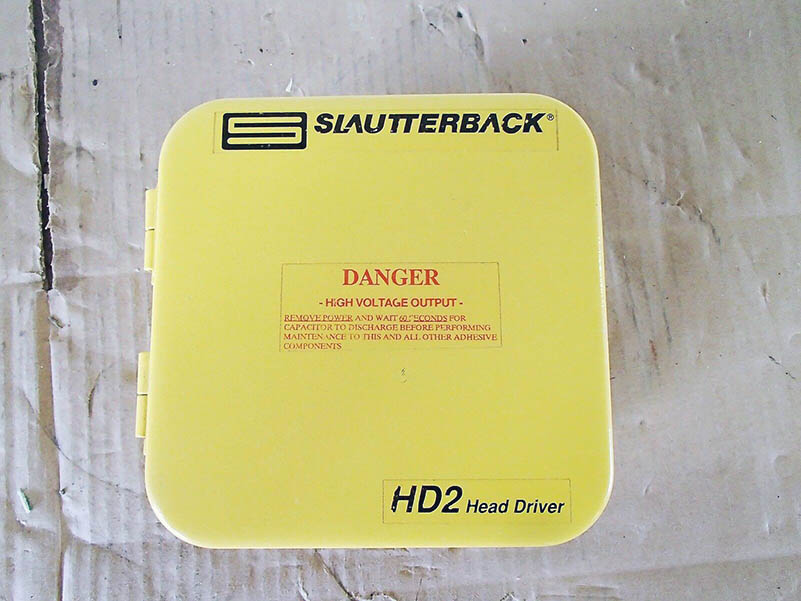 SLAUTTERBACK®
DANGER
- HIGH VOLTAGE OUTPUT -
REMOVE POWER AND WAIT 60 SECONDS FOR
CAPACITOR TO DISCHARGE BEFORE PERFORMING
MAINTENANCE TO THIS AND ALL OTHER ADHESIVE
COMPONENTS
HD2 Head Driver